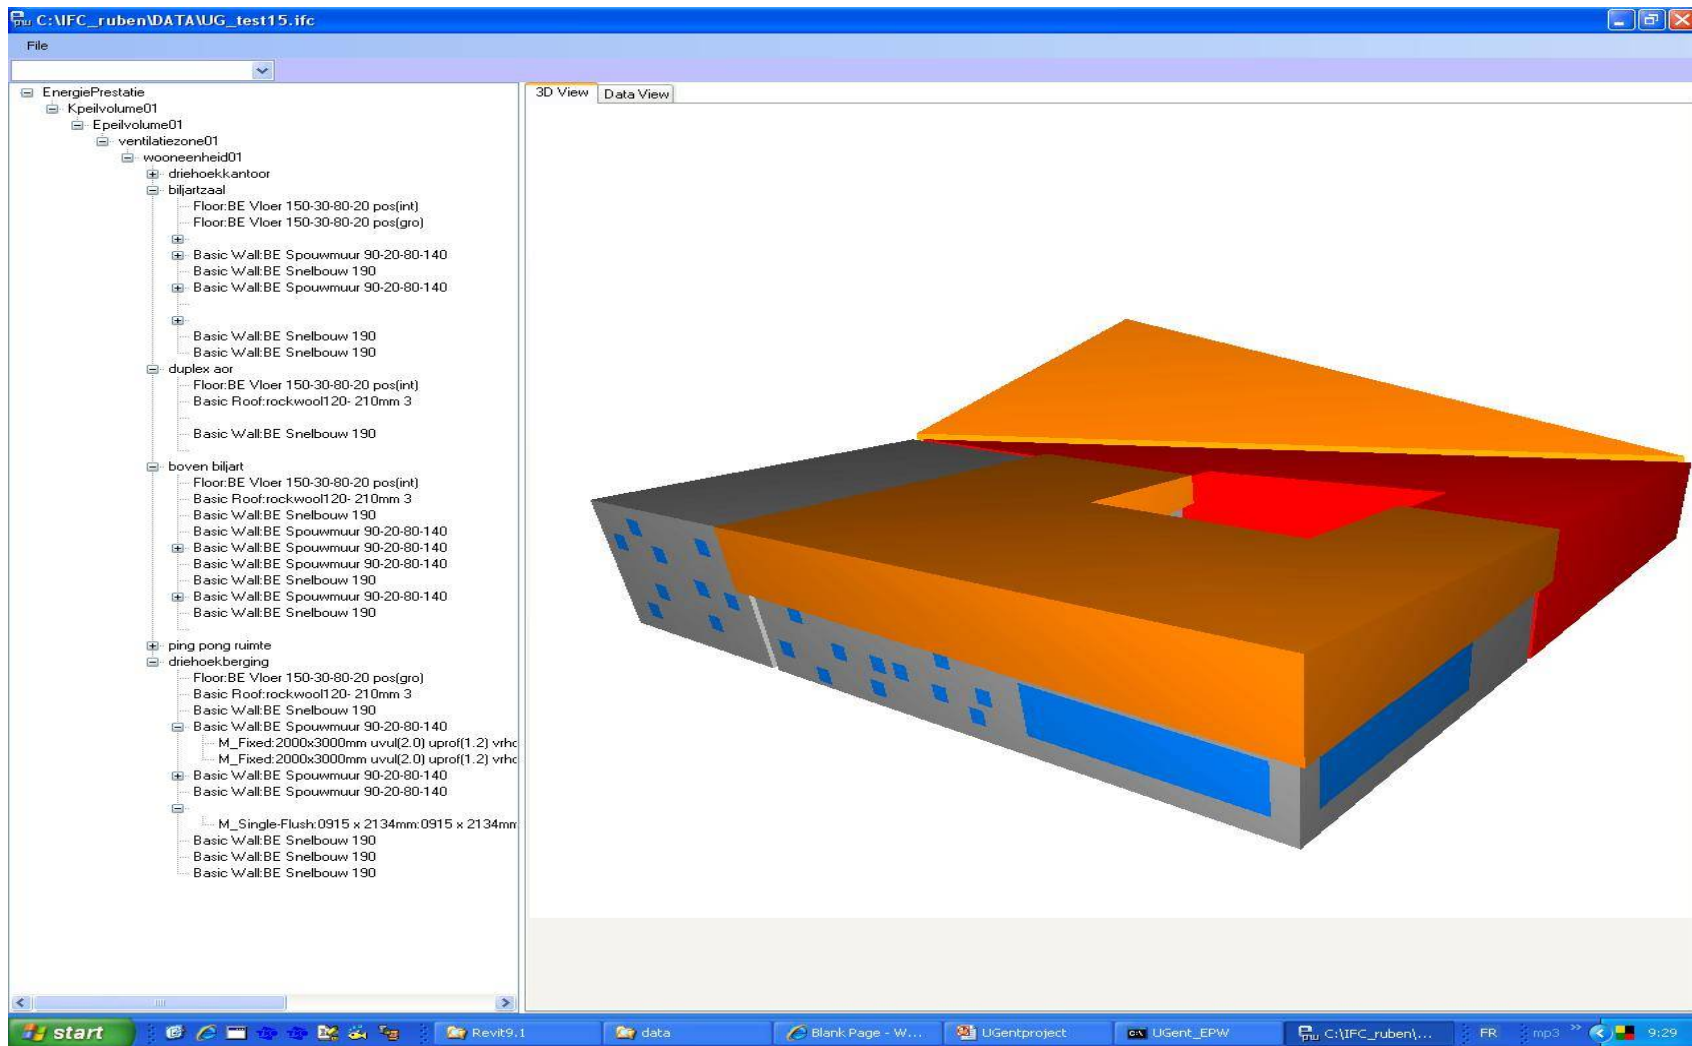 C:\IFC_ruben\DATA\UG_test15.ifc
File
EnergiePrestatie
Kpeilvolume01
Epeilvolume01
ventilatiezone01
wooneenheid01
driehoekkantoor
biljartzaal
Floor:BE Vloer 150-30-80-20 pos(int)
Floor:BE Vloer 150-30-80-20 pos(gro)
Basic Wall:BE Spouwmuur 90-20-80-140
Basic Wall:BE Snelbouw 190
Basic Wall:BE Spouwmuur 90-20-80-140
Basic Wall:BE Snelbouw 190
Basic Wall:BE Snelbouw 190
duplex aor
Floor:BE Vloer 150-30-80-20 pos(int)
Basic Roof:rockwool120- 210mm 3
Basic Wall:BE Snelbouw 190
boven biljart
Floor:BE Vloer 150-30-80-20 pos(int)
Basic Roof:rockwool120- 210mm 3
Basic Wall:BE Snelbouw 190
Basic Wall:BE Spouwmuur 90-20-80-140
Basic Wall:BE Spouwmuur 90-20-80-140
Basic Wall:BE Spouwmuur 90-20-80-140
Basic Wall:BE Snelbouw 190
Basic Wall:BE Spouwmuur 90-20-80-140
Basic Wall:BE Snelbouw 190
ping pong ruimte
driehoekberging
Floor:BE Vloer 150-30-80-20 pos(gro)
Basic Roof:rockwool120- 210mm 3
Basic Wall:BE Snelbouw 190
Basic Wall:BE Spouwmuur 90-20-80-140
M_Fixed:2000x3000mm uvul(2.0) uprof(1.2) vrhc
M_Fixed:2000x3000mm uvul(2.0) uprof(1.2) vrhc
Basic Wall:BE Spouwmuur 90-20-80-140
Basic Wall:BE Spouwmuur 90-20-80-140
M_Single-Flush:0915 x 2134mm:0915 x 2134mm
Basic Wall:BE Snelbouw 190
Basic Wall:BE Snelbouw 190
Basic Wall:BE Snelbouw 190
3D View Data View
start Revit9.1 data Blank Page - W... UGentproject UGent_EPW C:\IFC_ruben\... FR mp3 9:29